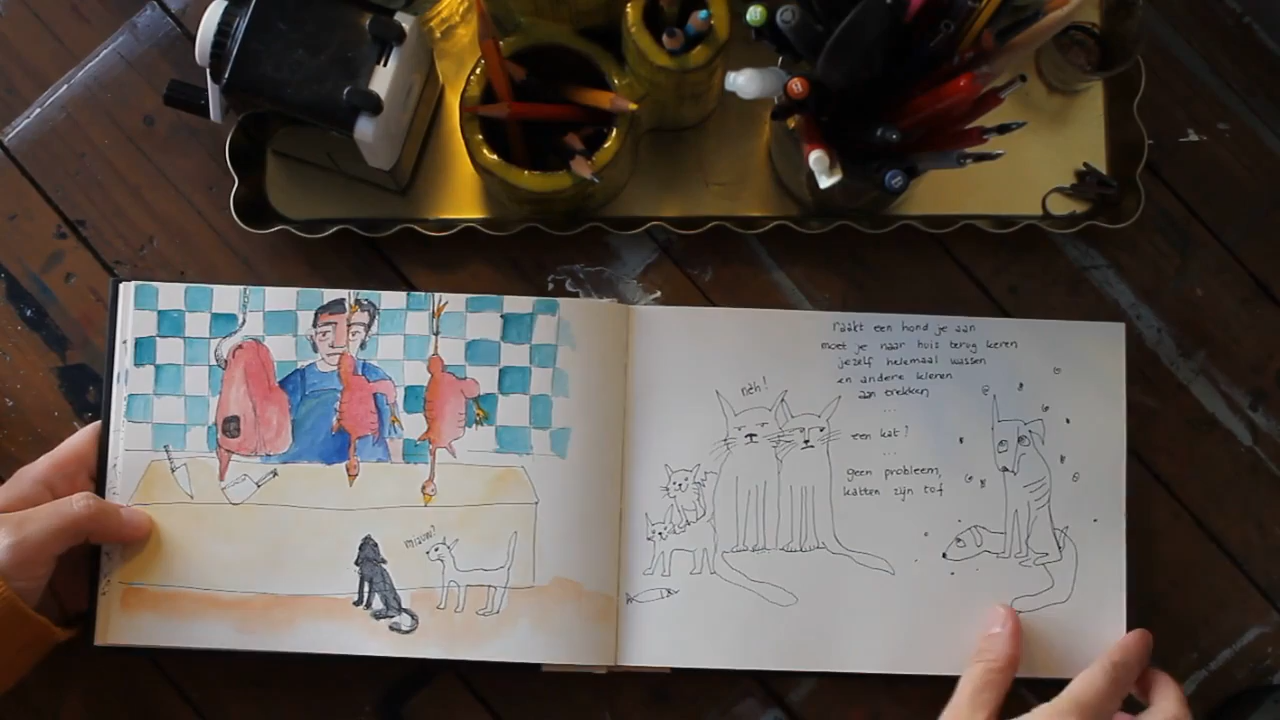 miauw?
neh!
raakt een hond je aan
moet je naar huis terug keren
jezelf helemaal wassen
en andere kleren
aan trekken
...
een kat?
...
geen probleem,
katten zijn tof